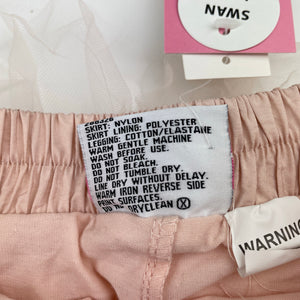 SWAN
SKIRT: NYLON
SKIRT LINING: POLYESTER
LEGGING: COTTON/ELASTANE
WARM GENTLE MACHINE
WASH BEFORE USE.
DO NOT SOAK.
DO NOT BLEACH.
DO NOT TUMBLE DRY.
LINE DRY WITHOUT DELAY.
WARM IRON REVERSE SIDE
PRINT SURFACES.
DO NO DRYCLEAN
WARNING